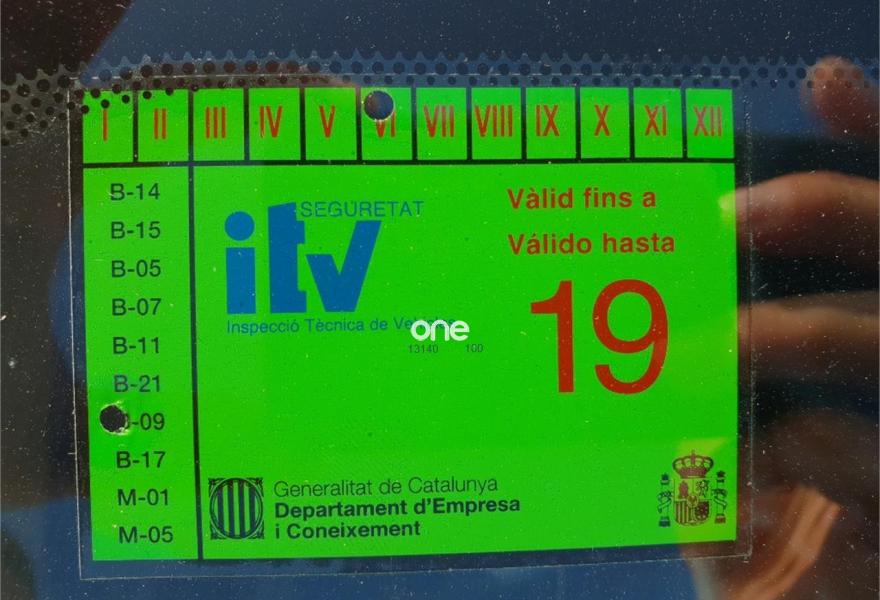 I II III IV V VI VII VIII IX X XI XII
B-14
B-15
B-05
B-07
B-11
B-21
-09
B-17
M-01
M-05
SEGURETAT
itv
Inspecció Tècnica de
one
13140 100
Vàlid fins a
Válido hasta
19
Generalitat de Catalunya
Departament d'Empresa
i Coneixement